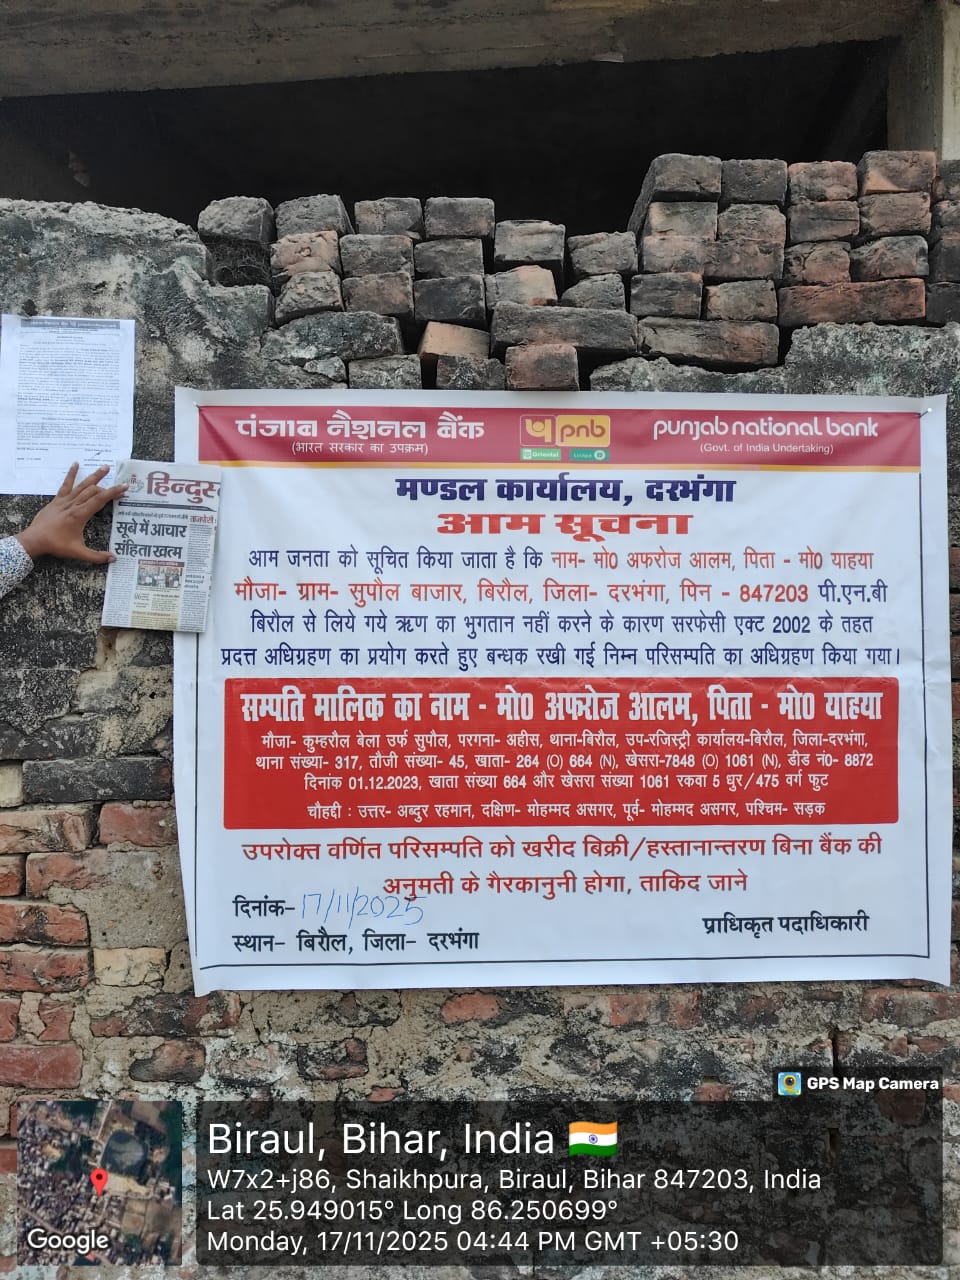 पंजाब नैशनल बैंक
(भारत सरकार का उपक्रम)
pnb
Oriental
punjab national bank
(Govt. of India Undertaking)
मण्डल कार्यालय, दरभंगा
आम सूचना
आम जनता को सूचित किया जाता है कि नाम- मो0 अफरोज आलम, पिता - मो0 याहया
मौजा- ग्राम- सुपौल बाजार, बिरौल, जिला- दरभंगा, पिन - 847203 पी.एन.बी
बिरौल से लिये गये ऋण का भुगतान नहीं करने के कारण सरफेसी एक्ट 2002 के तहत
प्रदत्त अधिग्रहण का प्रयोग करते हुए बन्धक रखी गई निम्न परिसम्पति का अधिग्रहण किया गया।
सम्पति मालिक का नाम - मो0 अफरोज आलम, पिता - मो0 याहया
मौजा- कुम्हरौल बेला उर्फ सुपौल, परगना- अहीस, थाना-बिरौल, उप-रजिस्ट्री कार्यालय-बिरौल, जिला-दरभंगा,
थाना संख्या- 317, तौजी संख्या- 45, खाता- 264 (O) 664 (N), खेसरा-7848 (O) 1061 (N), डीड नं0- 8872
दिनांक 01.12.2023, खाता संख्या 664 और खेसरा संख्या 1061 रकवा 5 धुर/475 वर्ग फुट
चौहद्दी : उत्तर- अब्दुर रहमान, दक्षिण- मोहम्मद असगर, पूर्व- मोहम्मद असगर, पश्चिम- सड़क
उपरोक्त वर्णित परिसम्पति को खरीद बिक्री/हस्तानान्तरण बिना बैंक की
अनुमती के गैरकानुनी होगा, ताकिद जाने
दिनांक- 17/11/2025
स्थान- बिरौल, जिला- दरभंगा
प्राधिकृत पदाधिकारी
हिन्दुस
सूबे में आचार
संहिता खत्म
GPS Map Camera
Biraul, Bihar, India
W7x2+j86, Shaikhpura, Biraul, Bihar 847203, India
Lat 25.949015° Long 86.250699°
Monday, 17/11/2025 04:44 PM GMT +05:30
Google